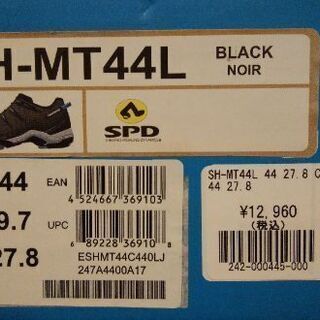 H-MT44L
BLACK
NOIR
SPD
44
EAN
4 524667 369103
9.7
UPC
6 89228 36910 8
27.8
ESHMT44C440LJ
247A4400A17
SH-MT44L 44 27.8 C
44 27.8
¥12,960
(税込)
242-000445-000